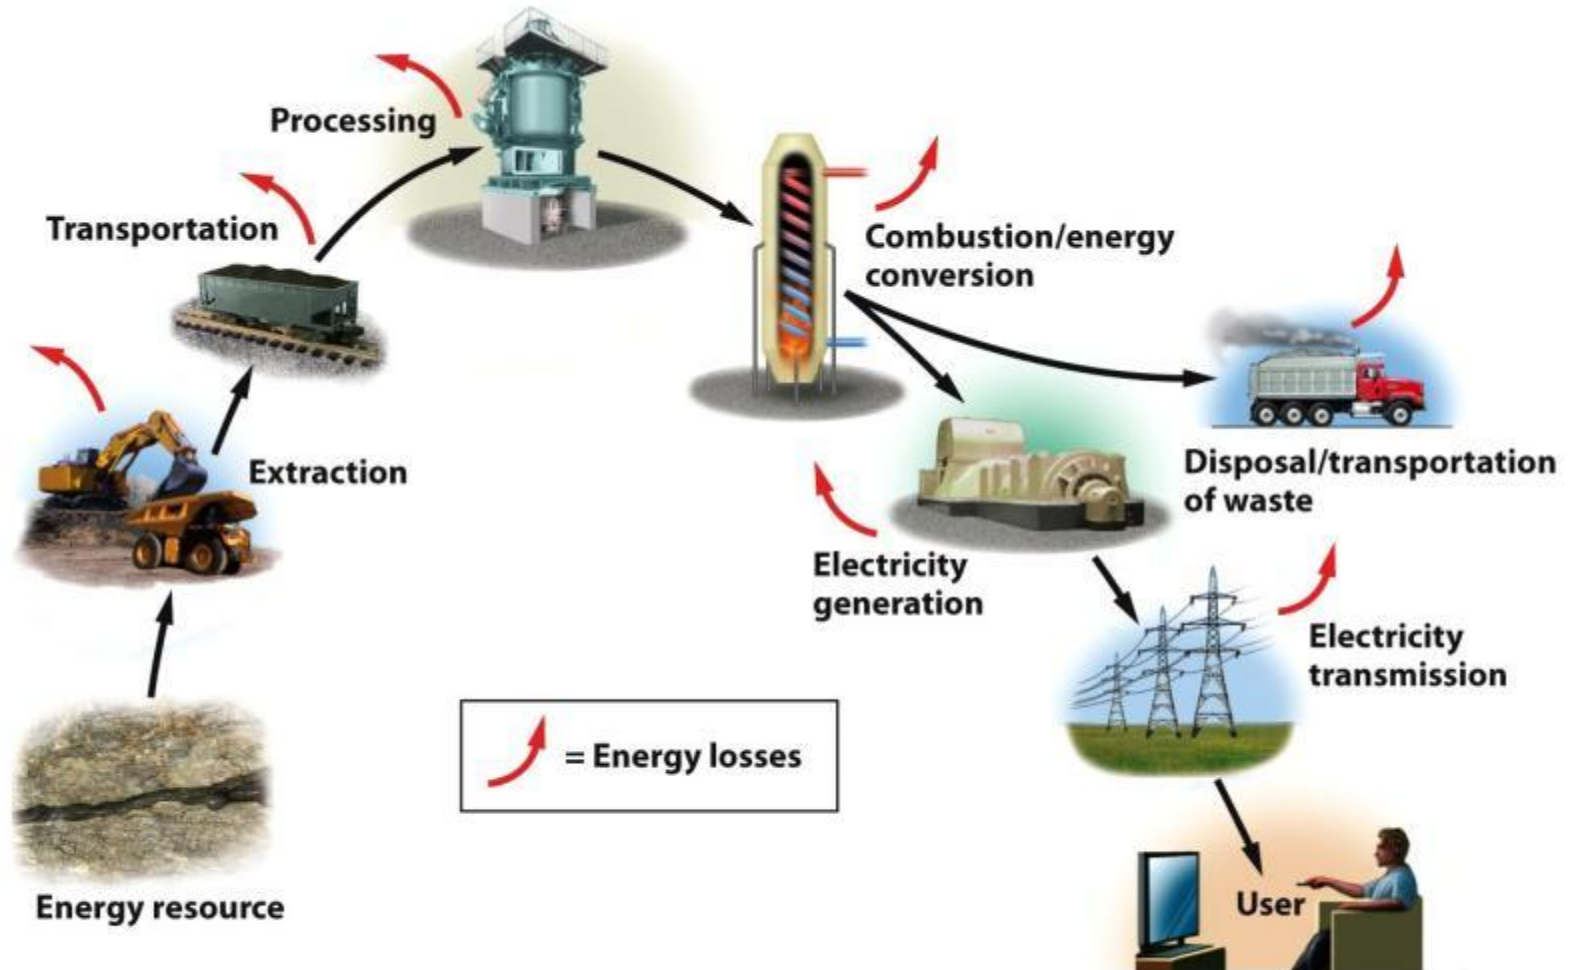 Processing
Transportation
Combustion/energy
conversion
Extraction
Disposal/transportation
of waste
Electricity
generation
Electricity
transmission
= Energy losses
User
Energy resource